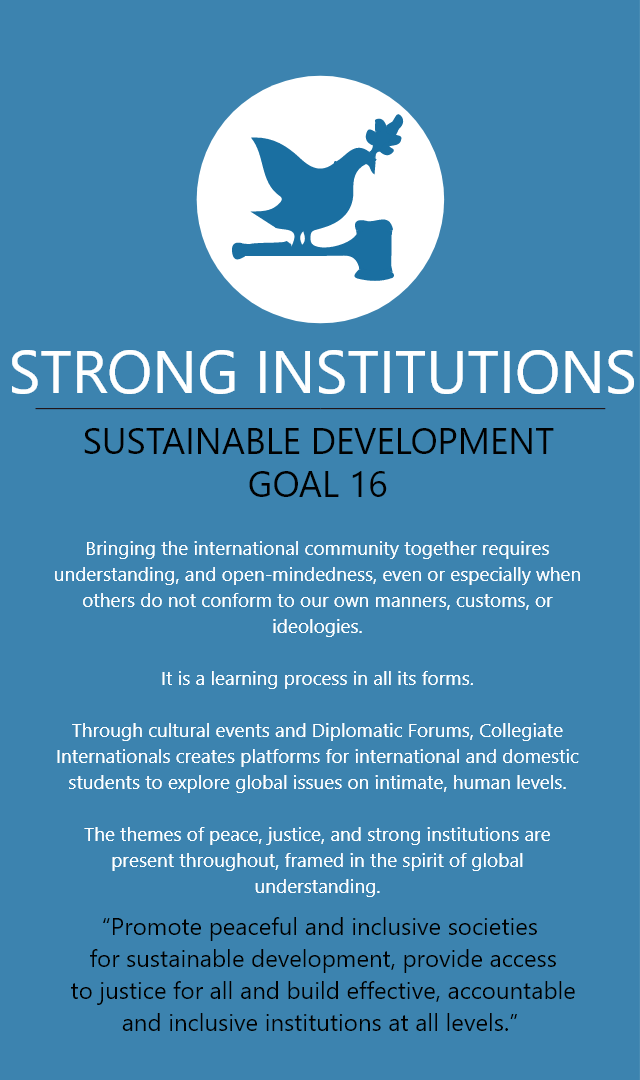 STRONG INSTITUTIONS
SUSTAINABLE DEVELOPMENT
GOAL 16
Bringing the international community together requires
understanding, and open-mindedness, even or especially when
others do not conform to our own manners, customs, or
ideologies.
It is a learning process in all its forms.
Through cultural events and Diplomatic Forums, Collegiate
Internationals creates platforms for international and domestic
students to explore global issues on intimate, human levels.
The themes of peace, justice, and strong institutions are
present throughout, framed in the spirit of global
understanding.
“Promote peaceful and inclusive societies
for sustainable development, provide access
to justice for all and build effective, accountable
and inclusive institutions at all levels.”